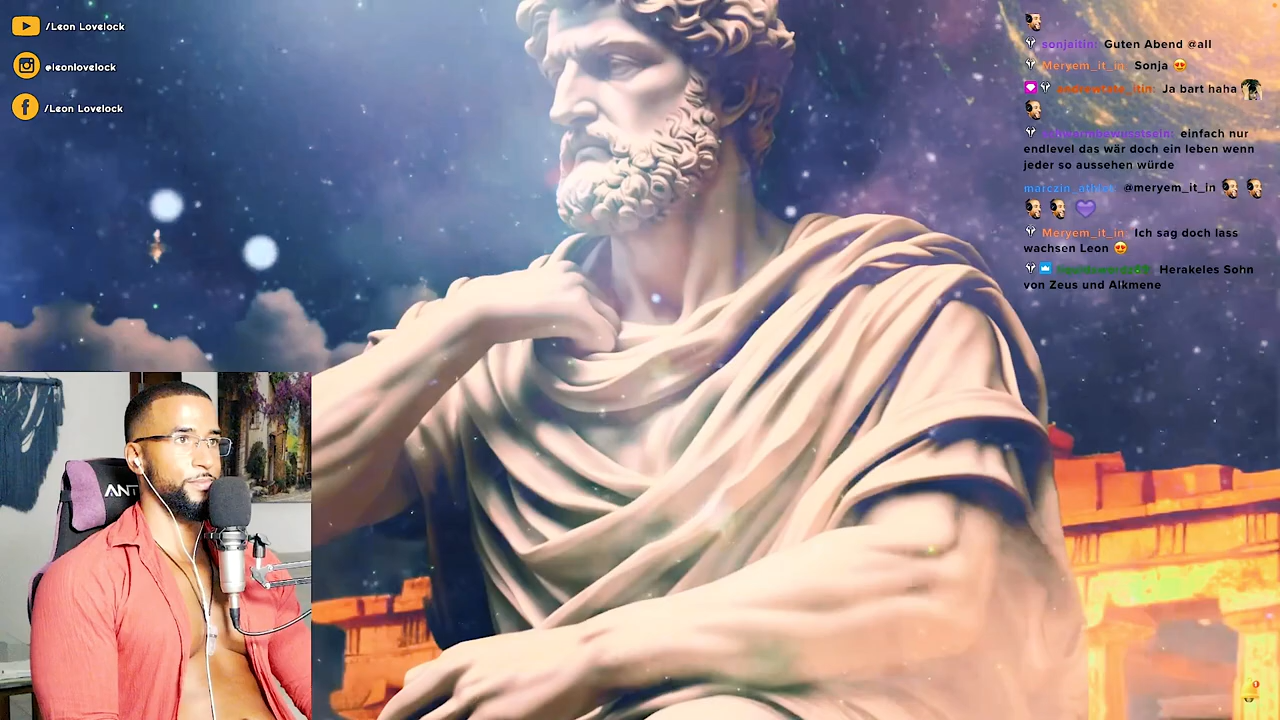 /Leon Lovelock
@leonlovelock
/Leon Lovelock
sonjaitin: Guten Abend @all
Meryem_it_in: Sonja 😍
Ja bart haha
schwarmbewusstsein: einfach nur
endlevel das wär doch ein leben wenn
jeder so aussehen würde
@meryem_it_in
💜
Meryem_it_in: Ich sag doch lass
wachsen Leon 😍
Herakeles Sohn
von Zeus und Alkmene
ANT